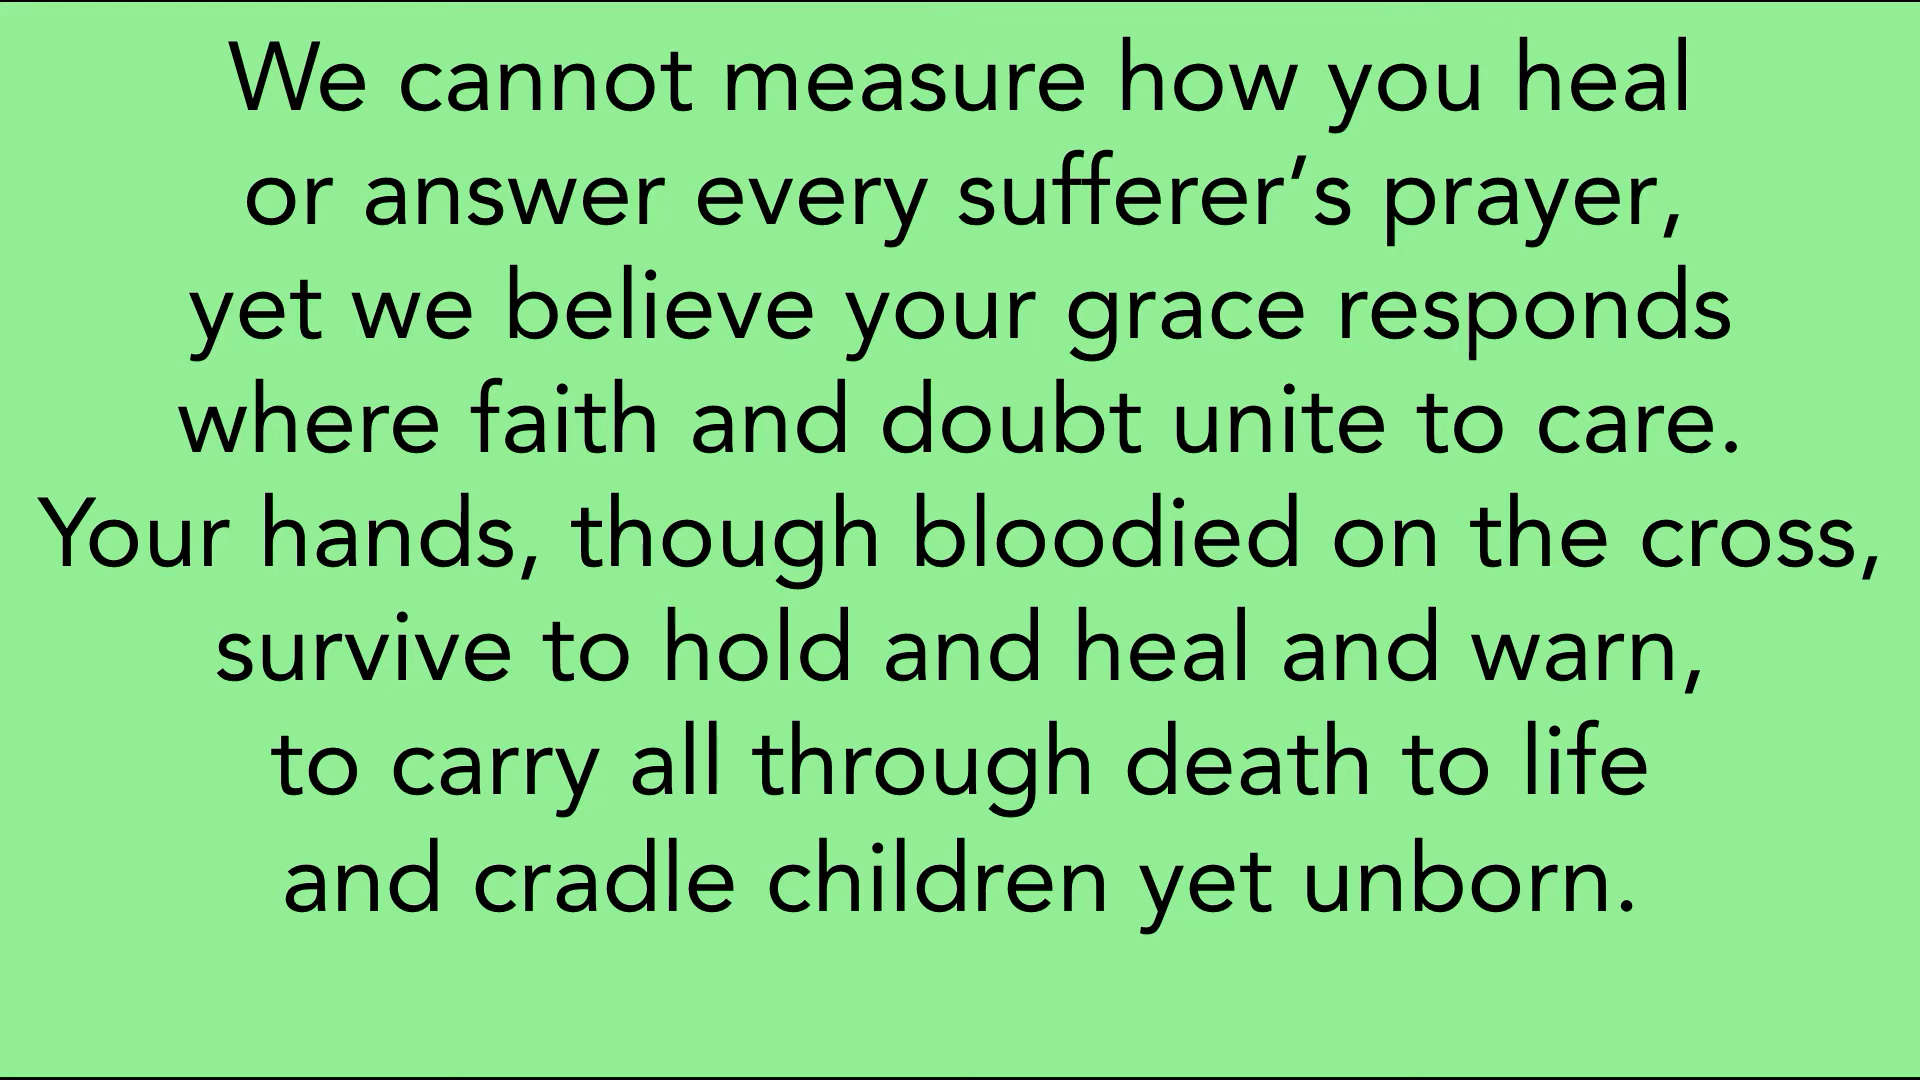 We cannot measure how you heal
or answer every sufferer’s prayer,
yet we believe your grace responds
where faith and doubt unite to care.
Your hands, though bloodied on the cross,
survive to hold and heal and warn,
to carry all through death to life
and cradle children yet unborn.